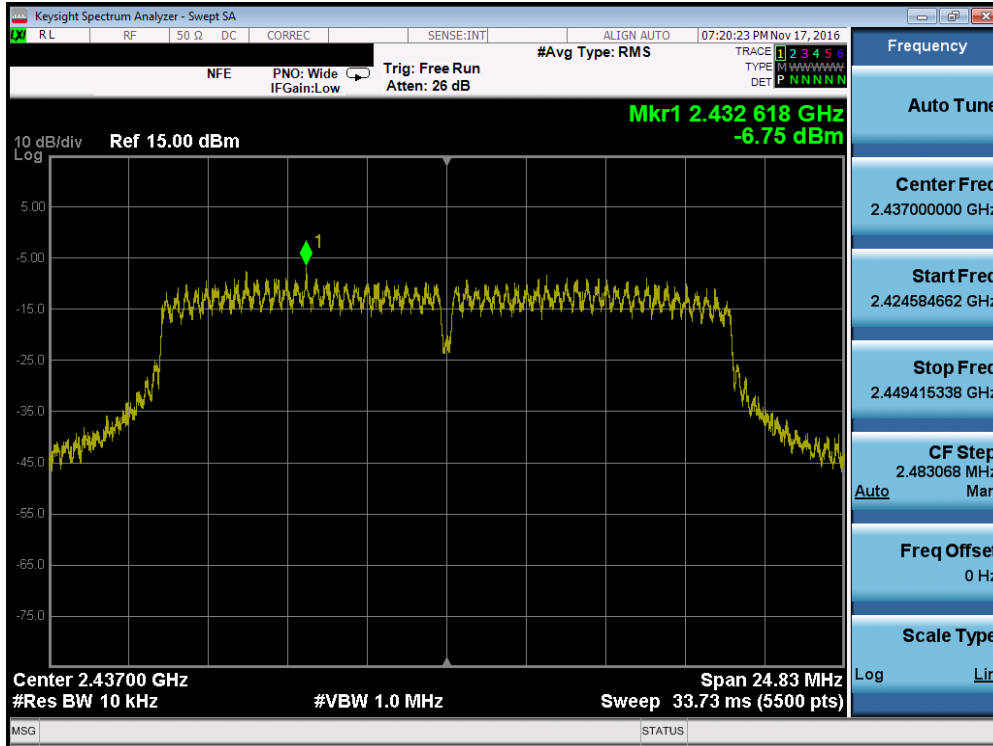 Keysight Spectrum Analyzer - Swept SA
LXI RL RF 50 Ω DC CORREC SENSE:INT ALIGN AUTO 07:20:23 PM Nov 17, 2016
#Avg Type: RMS
TRACE 1 2 3 4 5 6
TYPE M WWWWW
DET P N N N N N
NFE PNO: Wide Trig: Free Run
IFGain:Low Atten: 26 dB
Mkr1 2.432 618 GHz
-6.75 dBm
10 dB/div Ref 15.00 dBm
Log
5.00
-5.00
-15.0
-25.0
-35.0
-45.0
-55.0
-65.0
-75.0
1
Center 2.43700 GHz Span 24.83 MHz
#Res BW 10 kHz #VBW 1.0 MHz Sweep 33.73 ms (5500 pts)
MSG STATUS
Frequency
Auto Tune
Center Freq
2.437000000 GHz
Start Freq
2.424584662 GHz
Stop Freq
2.449415338 GHz
CF Step
2.483068 MHz
Auto Man
Freq Offset
0 Hz
Scale Type
Log Lin